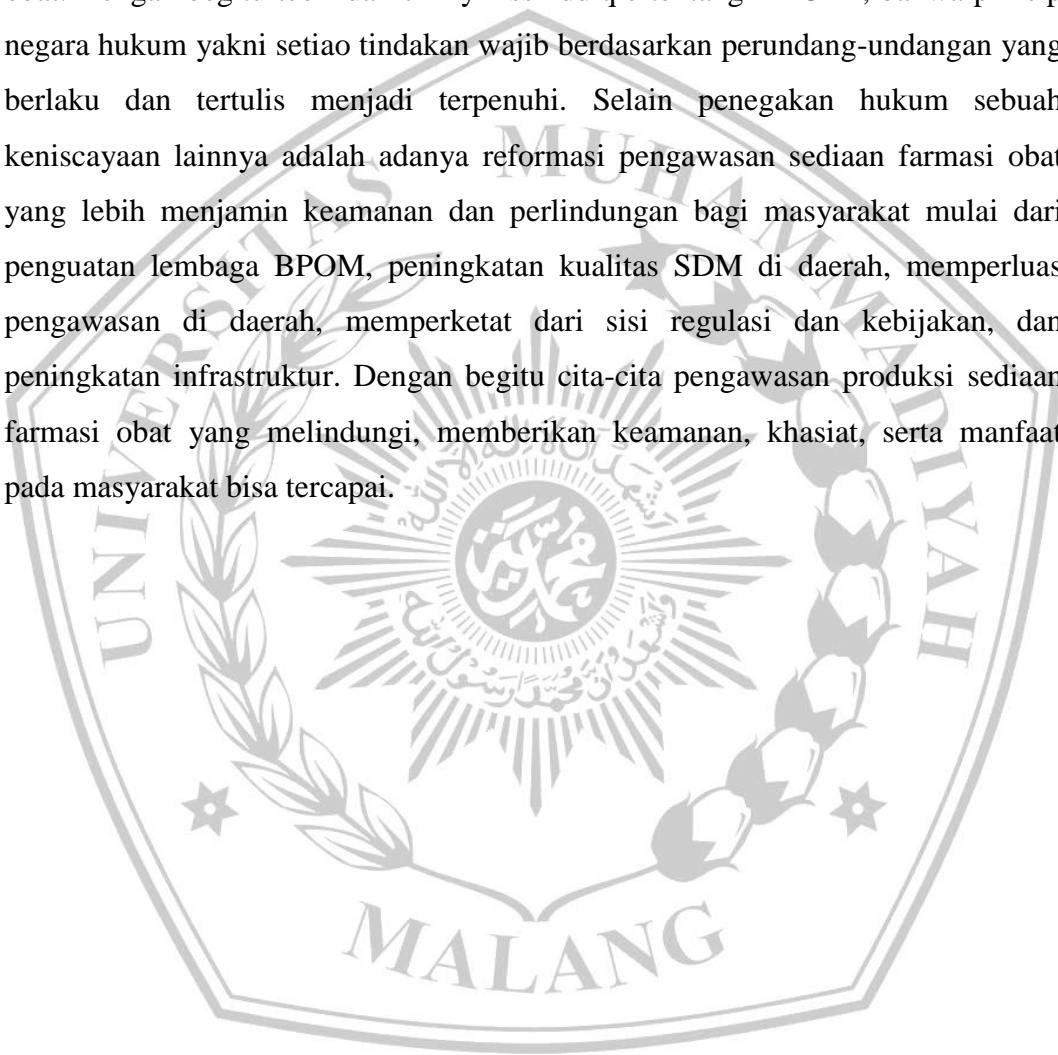 negara hukum yakni setiao tindakan wajib berdasarkan perundang-undangan yang
berlaku dan tertulis menjadi terpenuhi. Selain penegakan hukum sebuah
keniscayaan lainnya adalah adanya reformasi pengawasan sediaan farmasi obat
yang lebih menjamin keamanan dan perlindungan bagi masyarakat mulai dari
penguatan lembaga BPOM, peningkatan kualitas SDM di daerah, memperluas
pengawasan di daerah, memperketat dari sisi regulasi dan kebijakan, dan
peningkatan infrastruktur. Dengan begitu cita-cita pengawasan produksi sediaan
farmasi obat yang melindungi, memberikan keamanan, khasiat, serta manfaat
pada masyarakat bisa tercapai.
UNIVERSITAS MUHAMMADIYAH
MALANG